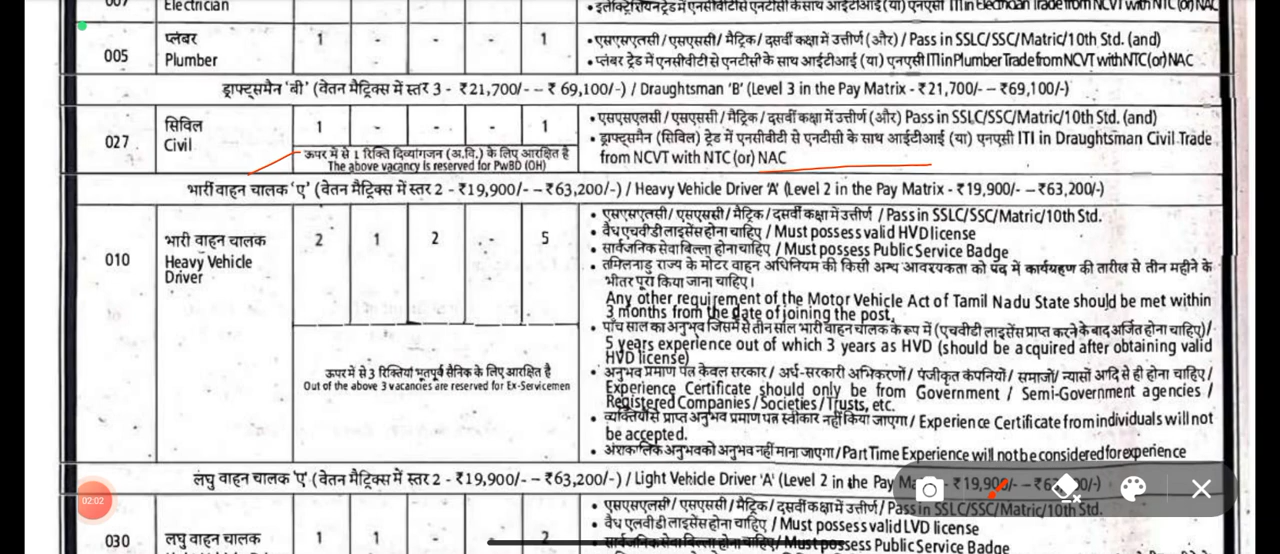 Electrician
005
प्लंबर
Plumber
1 - - - 1
• एसएसएलसी / एसएससी / मैट्रिक / दसवीं कक्षा में उत्तीर्ण (और) / Pass in SSLC/SSC/Matric/10th Std. (and)
• प्लंबर ट्रेड में एनसीवीटी से एनटीसी के साथ आईटीआई (या) एनएसी ITI in Plumber Trade from NCVT with NTC (or) NAC
ड्राफ्ट्समैन 'बी' (वेतन मैट्रिक्स में स्तर 3 - ₹21,700/- – ₹ 69,100/-) / Draughtsman 'B' (Level 3 in the Pay Matrix - ₹21,700/- – ₹69,100/-)
027
सिविल
Civil
1 - - - 1
ऊपर में से 1 रिक्ति दिव्यांगजन (अ.वि.) के लिए आरक्षित है
The above vacancy is reserved for PwBD (OH)
• एसएसएलसी / एसएससी / मैट्रिक / दसवीं कक्षा में उत्तीर्ण (और) Pass in SSLC/SSC/Matric/10th Std. (and)
• ड्राफ्ट्समैन (सिविल) ट्रेड में एनसीवीटी से एनटीसी के साथ आईटीआई (या) एनएसी ITI in Draughtsman Civil Trade
from NCVT with NTC (or) NAC
भारी वाहन चालक 'ए' (वेतन मैट्रिक्स में स्तर 2 - ₹19,900/- – ₹63,200/-) / Heavy Vehicle Driver 'A' (Level 2 in the Pay Matrix - ₹19,900/- – ₹63,200/-)
010
भारी वाहन चालक
Heavy Vehicle
Driver
2 1 2 - 5
ऊपर में से 3 रिक्तियां भूतपूर्व सैनिक के लिए आरक्षित है
Out of the above 3 vacancies are reserved for Ex-Servicemen
• एसएसएलसी / एसएससी / मैट्रिक / दसवीं कक्षा में उत्तीर्ण / Pass in SSLC/SSC/Matric/10th Std.
• वैध एचवीडी लाइसेंस होना चाहिए / Must possess valid HVD license
• सार्वजनिक सेवा बिल्ला होना चाहिए / Must possess Public Service Badge
• तमिलनाडु राज्य के मोटर वाहन अधिनियम की किसी अन्य आवश्यकता को पद में कार्यग्रहण की तारीख से तीन महीने के
भीतर पूरा किया जाना चाहिए।
Any other requirement of the Motor Vehicle Act of Tamil Nadu State should be met within
3 months from the date of joining the post.
• पाँच साल का अनुभव जिसमें से तीन साल भारी वाहन चालक के रूप में (एचवीडी लाइसेंस प्राप्त करने के बाद अर्जित होना चाहिए)/
5 years experience out of which 3 years as HVD (should be acquired after obtaining valid
HVD license)
• अनुभव प्रमाण पत्र केवल सरकार / अर्ध-सरकारी अभिकरणों / पंजीकृत कंपनियों / समाजों / न्यासों आदि से ही होना चाहिए /
Experience Certificate should only be from Government / Semi-Government agencies /
Registered Companies / Societies / Trusts, etc.
• व्यक्तियों से प्राप्त अनुभव प्रमाण पत्र स्वीकार नहीं किया जाएगा / Experience Certificate from individuals will not
be accepted.
• अंशकालिक अनुभव को अनुभव नहीं माना जाएगा / Part Time Experience will not be considered for experience
लघु वाहन चालक 'ए' (वेतन मैट्रिक्स में स्तर 2 - ₹19,900/- – ₹63,200/-) / Light Vehicle Driver 'A' (Level 2 in the Pay - ₹19,900/-
02:02
030
लघु वाहन चालक
1 1 - - 2
• एसएसएलसी / एसएससी / मैट्रिक / दसवीं कक्षा में उत्तीर्ण / Pass in SSLC/SSC/Matric/10th Std.
• वैध एलवीडी लाइसेंस होना चाहिए / Must possess valid LVD license
• सार्वजनिक सेवा बिल्ला होना चाहिए / Must possess Public Service Badge